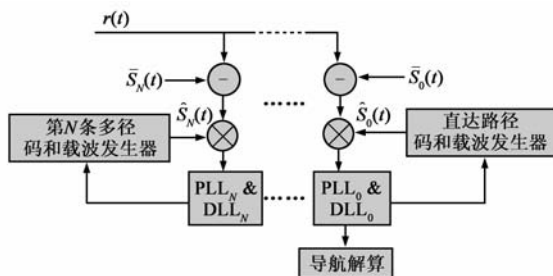 r(t)
S̄_N(t)
−
−
S̄_0(t)
Ŝ_N(t)
Ŝ_0(t)
第N条多径
码和载波发生器
直达路径
码和载波发生器
PLL_N &
DLL_N
PLL_0 &
DLL_0
导航解算